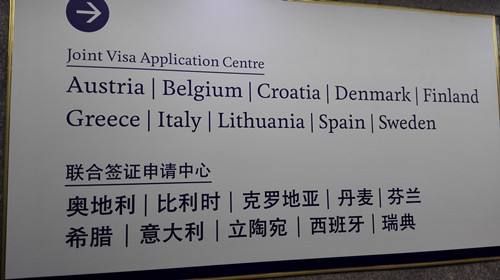 Joint Visa Application Centre
Austria | Belgium | Croatia | Denmark | Finland
Greece | Italy | Lithuania | Spain | Sweden
联合签证申请中心
奥地利 | 比利时 | 克罗地亚 | 丹麦 | 芬兰
希腊 | 意大利 | 立陶宛 | 西班牙 | 瑞典